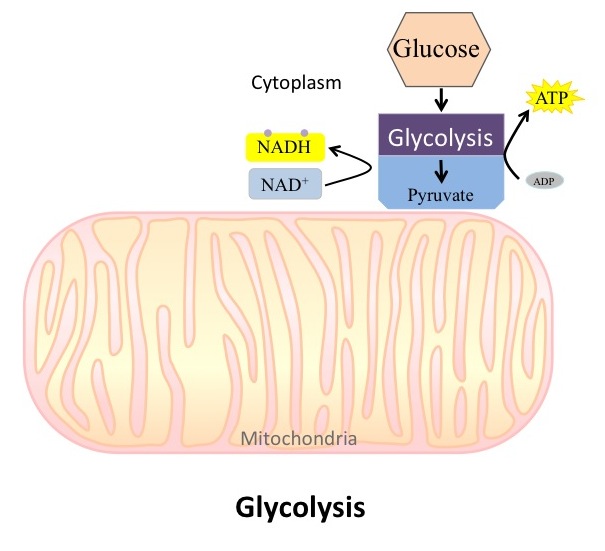 Glucose
Cytoplasm
ATP
Glycolysis
NADH
NAD⁺
ADP
Pyruvate
Mitochondria
Glycolysis